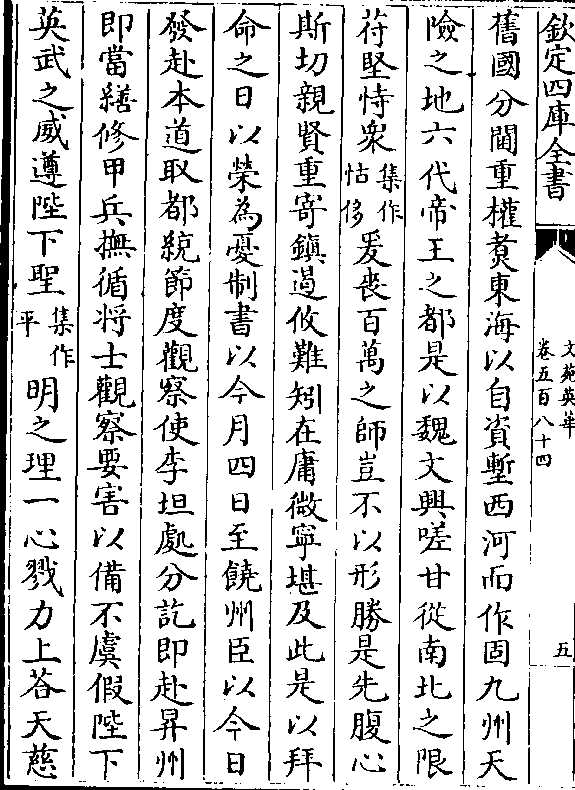 欽定四庫全書
文苑英華
卷五百八十四
五
舊國分閫重權煑東海以自資塹西河而作固九州天
險之地六代帝王之都是以魏文興嗟甘從南北之限
苻堅恃衆集作怙侈爰喪百萬之師豈不以形勝是先腹心
斯切親賢重寄鎮過攸難矧在庸微寧堪及此是以拜
命之日以榮為憂制書以今月四日至饒州臣以今日
發赴本道取都統節度觀察使李坦處分訖即赴昇州
即當繕修甲兵撫循將士觀察要害以備不虞假陛下
英武之威遵陛下聖集作平明之理一心戮力上荅天慈